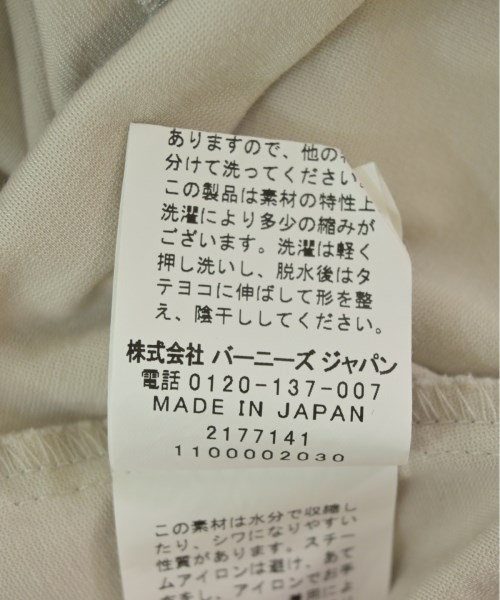 ありますので、他の
分けて洗ってください
この製品は素材の特性上
洗濯により多少の縮みが
ございます。洗濯は軽く
押し洗いし、脱水後はタ
テヨコに伸ばして形を整
え、陰干ししてください。
株式会社 バーニーズ ジャパン
電話 0120-137-007
MADE IN JAPAN
2177141
1100002030
この素材は水分で収縮し
たり、シワになりやすい
性質があります。スチー
ムアイロンは避け、あて
をし、アイロンでお手